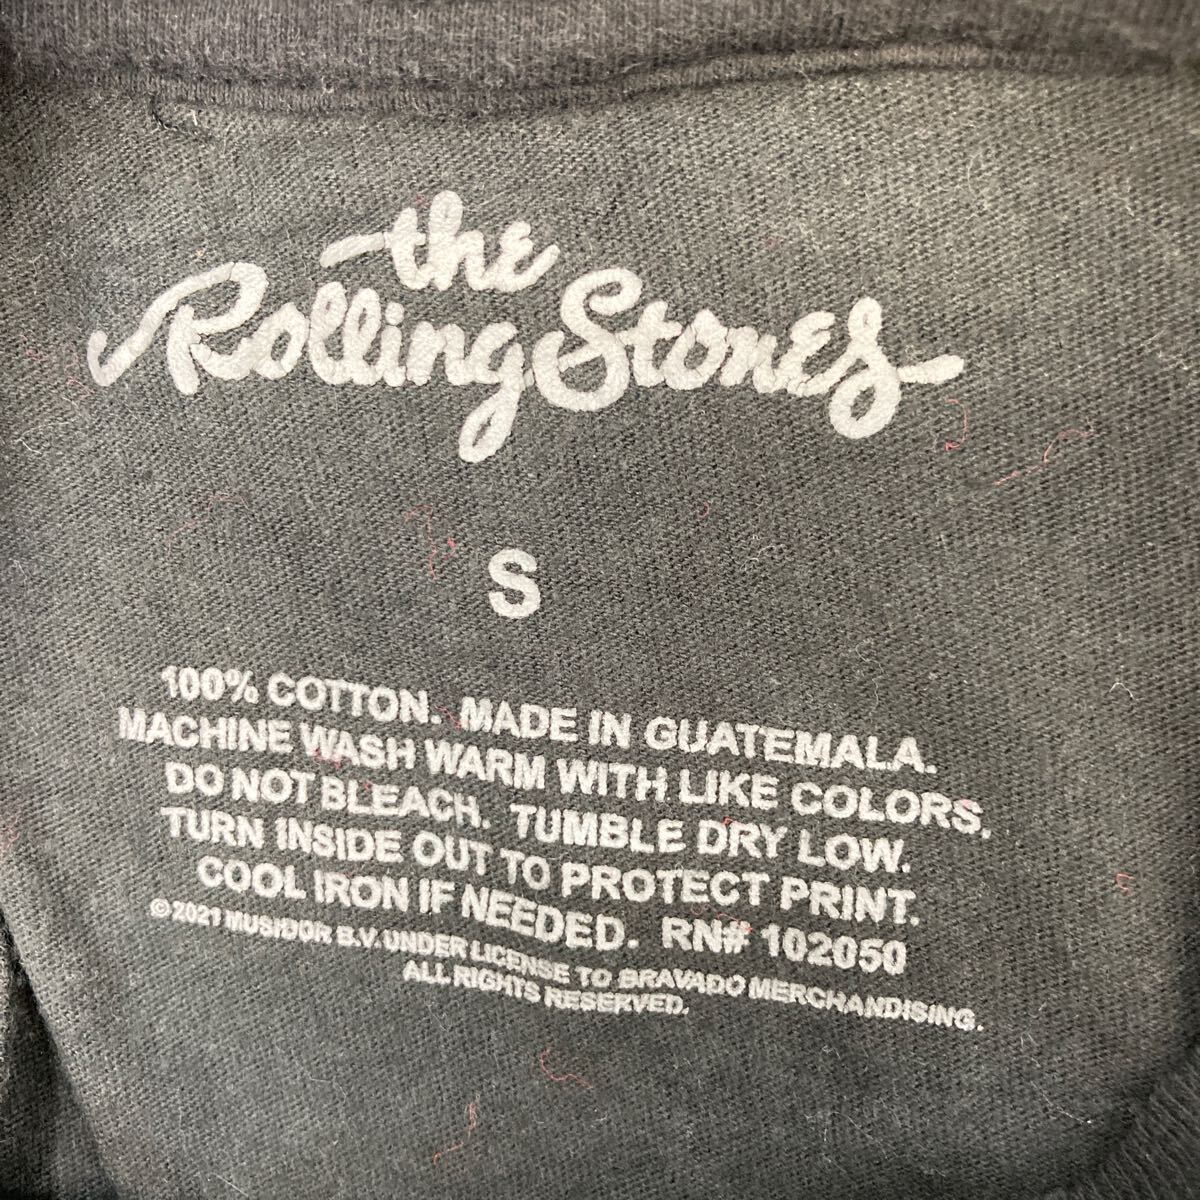 the
Rolling Stones
S
100% COTTON. MADE IN GUATEMALA.
MACHINE WASH WARM WITH LIKE COLORS.
DO NOT BLEACH. TUMBLE DRY LOW.
TURN INSIDE OUT TO PROTECT PRINT.
COOL IRON IF NEEDED. RN# 102050
© 2021 MUSIDOR B.V. UNDER LICENSE TO BRAVADO MERCHANDISING.
ALL RIGHTS RESERVED.